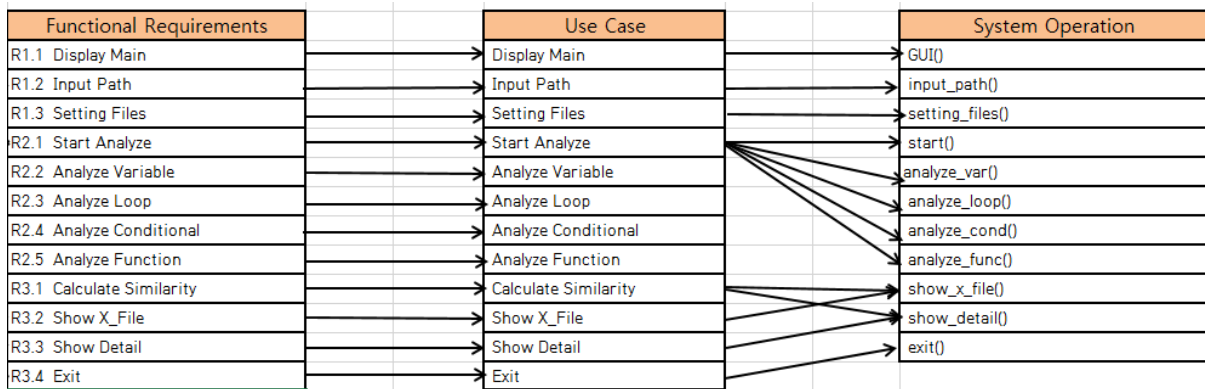 Functional Requirements Use Case System Operation
R1.1 Display Main Display Main GUI()
R1.2 Input Path Input Path input_path()
R1.3 Setting Files Setting Files setting_files()
R2.1 Start Analyze Start Analyze start()
R2.2 Analyze Variable Analyze Variable analyze_var()
R2.3 Analyze Loop Analyze Loop analyze_loop()
R2.4 Analyze Conditional Analyze Conditional analyze_cond()
R2.5 Analyze Function Analyze Function analyze_func()
R3.1 Calculate Similarity Calculate Similarity show_x_file()
R3.2 Show X_File Show X_File show_detail()
R3.3 Show Detail Show Detail exit()
R3.4 Exit Exit